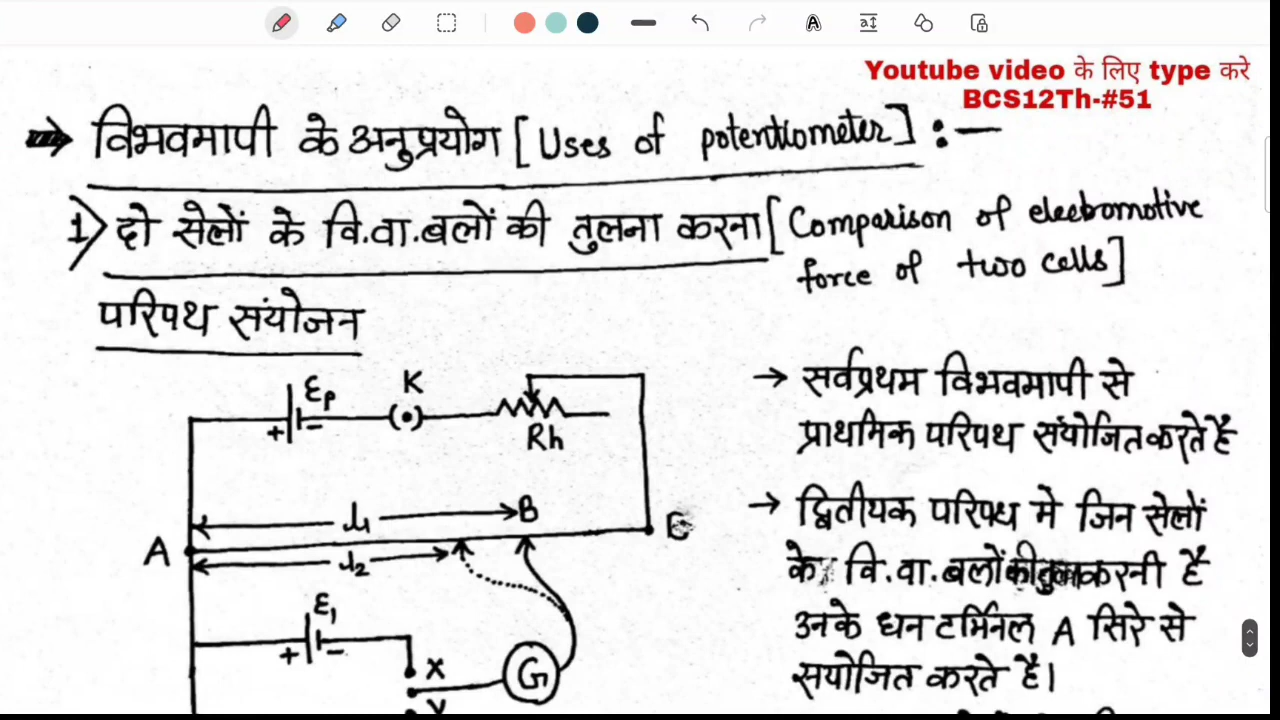 Youtube video के लिए type करे
BCS12Th-#51
विभवमापी के अनुप्रयोग [Uses of potentiometer] :—
1) दो सेलों के वि.वा.बलों की तुलना करना [Comparison of electromotive
force of two cells]
परिपथ संयोजन
εp
K
+ -
Rh
→ सर्वप्रथम विभवमापी से
प्राथमिक परिपथ संयोजित करते है
l1
B
A
l2
→ द्वितीयक परिपथ मे जिन सेलों
के वि.वा.बलों की करनी है
उनके धन टर्मिनल A सिरे से
सयोजित करते है।
ε1
+ -
X
G
Y